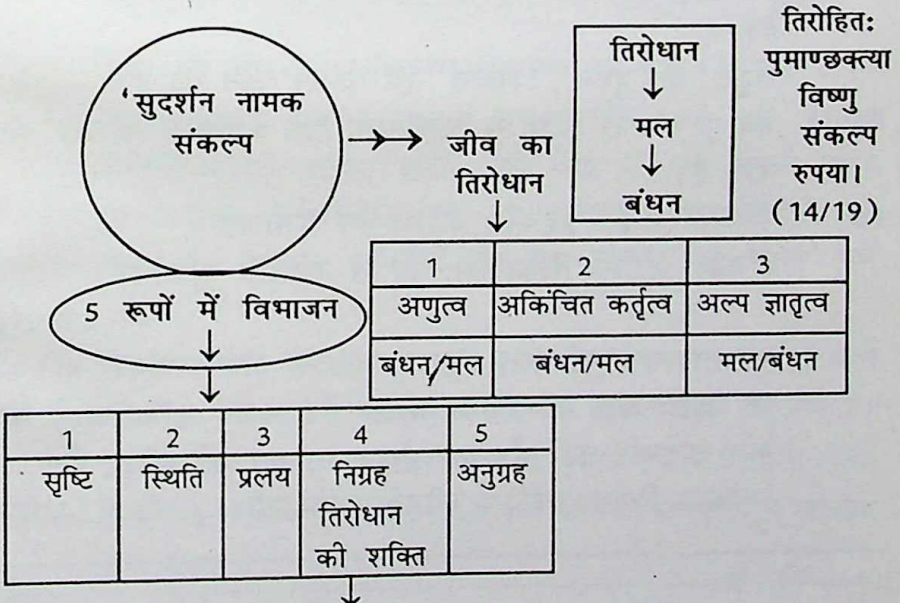 ‘सुदर्शन नामक
संकल्प
जीव का
तिरोधान
तिरोधान
मल
बंधन
तिरोहितः
पुमाण्छक्त्या
विष्णु
संकल्प
रुपया।
(14/19)
5 रूपों में विभाजन
1 2 3
अणुत्व अकिंचित कर्तृत्व अल्प ज्ञातृत्व
बंधन/मल बंधन/मल मल/बंधन
1 2 3 4 5
सृष्टि स्थिति प्रलय निग्रह अनुग्रह
तिरोधान
की शक्ति